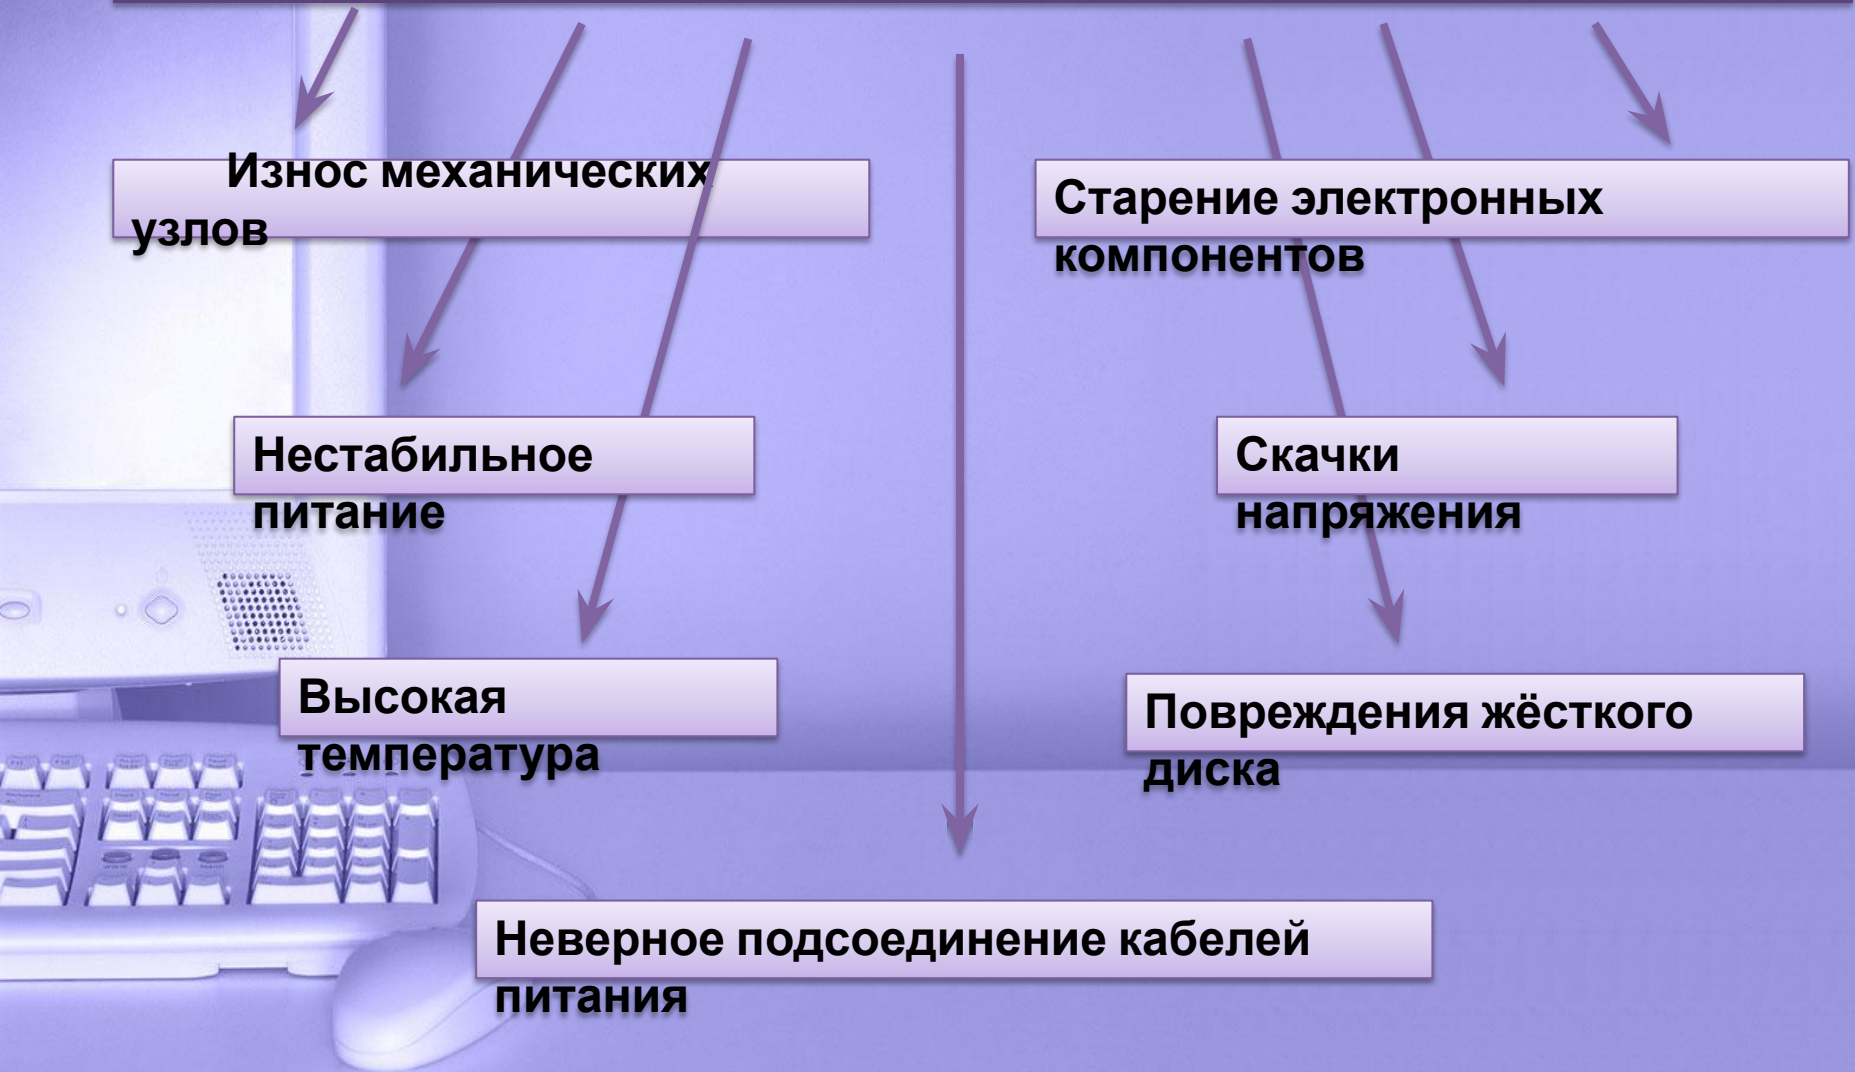 Износ механических
узлов
Старение электронных
компонентов
Нестабильное
питание
Скачки
напряжения
Высокая
температура
Повреждения жёсткого
диска
Неверное подсоединение кабелей
питания